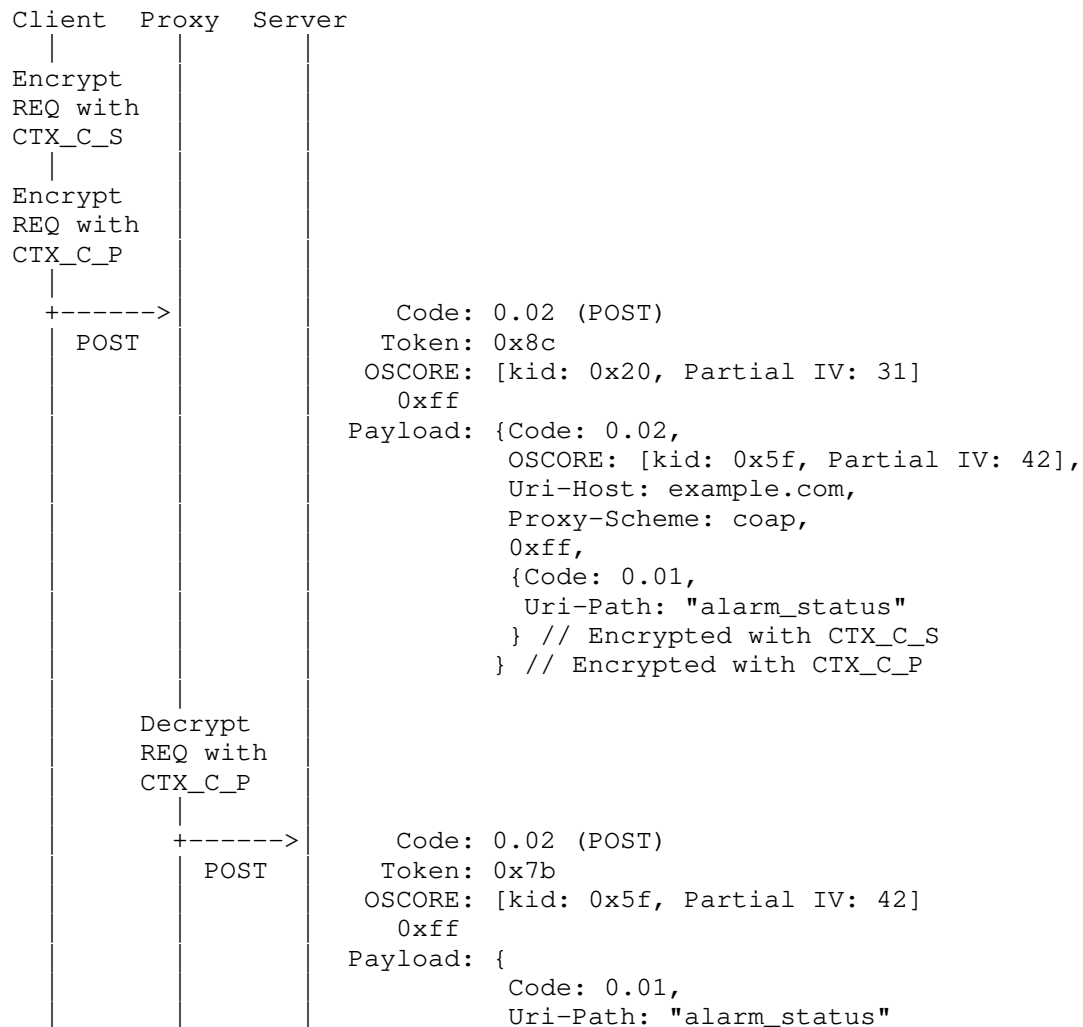 Client  Proxy  Server
  |       |       |
Encrypt   |       |
REQ with  |       |
CTX_C_S   |       |
  |       |       |
Encrypt   |       |
REQ with  |       |
CTX_C_P   |       |
  |       |       |
  +------>|       |     Code: 0.02 (POST)
  | POST  |       |    Token: 0x8c
  |       |       |   OSCORE: [kid: 0x20, Partial IV: 31]
  |       |       |     0xff
  |       |       |  Payload: {Code: 0.02,
  |       |       |            OSCORE: [kid: 0x5f, Partial IV: 42],
  |       |       |            Uri-Host: example.com,
  |       |       |            Proxy-Scheme: coap,
  |       |       |            0xff,
  |       |       |            {Code: 0.01,
  |       |       |             Uri-Path: "alarm_status"
  |       |       |            } // Encrypted with CTX_C_S
  |       |       |           } // Encrypted with CTX_C_P
  |       |       |
  |     Decrypt   |
  |     REQ with  |
  |     CTX_C_P   |
  |       |       |
  |       +------>|     Code: 0.02 (POST)
  |       | POST  |    Token: 0x7b
  |       |       |   OSCORE: [kid: 0x5f, Partial IV: 42]
  |       |       |     0xff
  |       |       |  Payload: {
  |       |       |            Code: 0.01,
  |       |       |            Uri-Path: "alarm_status"